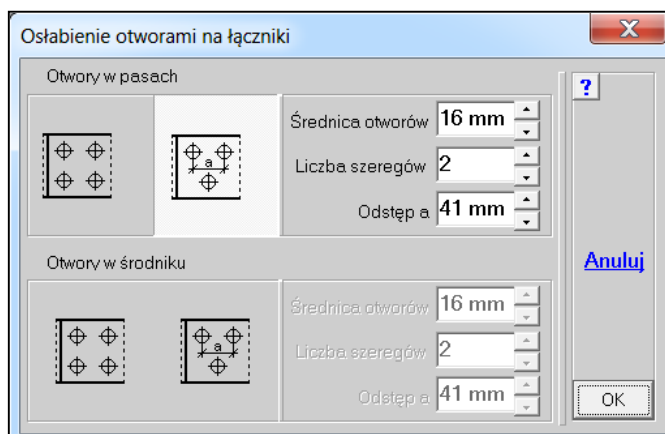 Osłabienie otworami na łączniki
Otwory w pasach
?
a
Średnica otworów 16 mm
Liczba szeregów 2
Odstęp a 41 mm
Anuluj
Otwory w środniku
a
Średnica otworów 16 mm
Liczba szeregów 2
Odstęp a 41 mm
OK